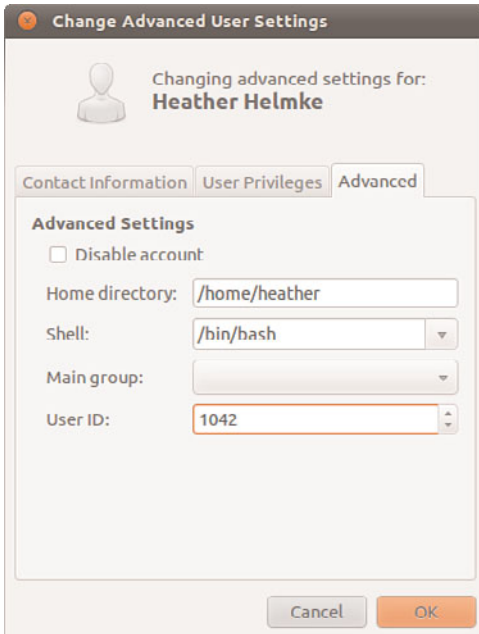 Change Advanced User Settings
Changing advanced settings for:
Heather Helmke
Contact Information User Privileges Advanced
Advanced Settings
Disable account
Home directory: /home/heather
Shell: /bin/bash
Main group:
User ID: 1042
Cancel OK